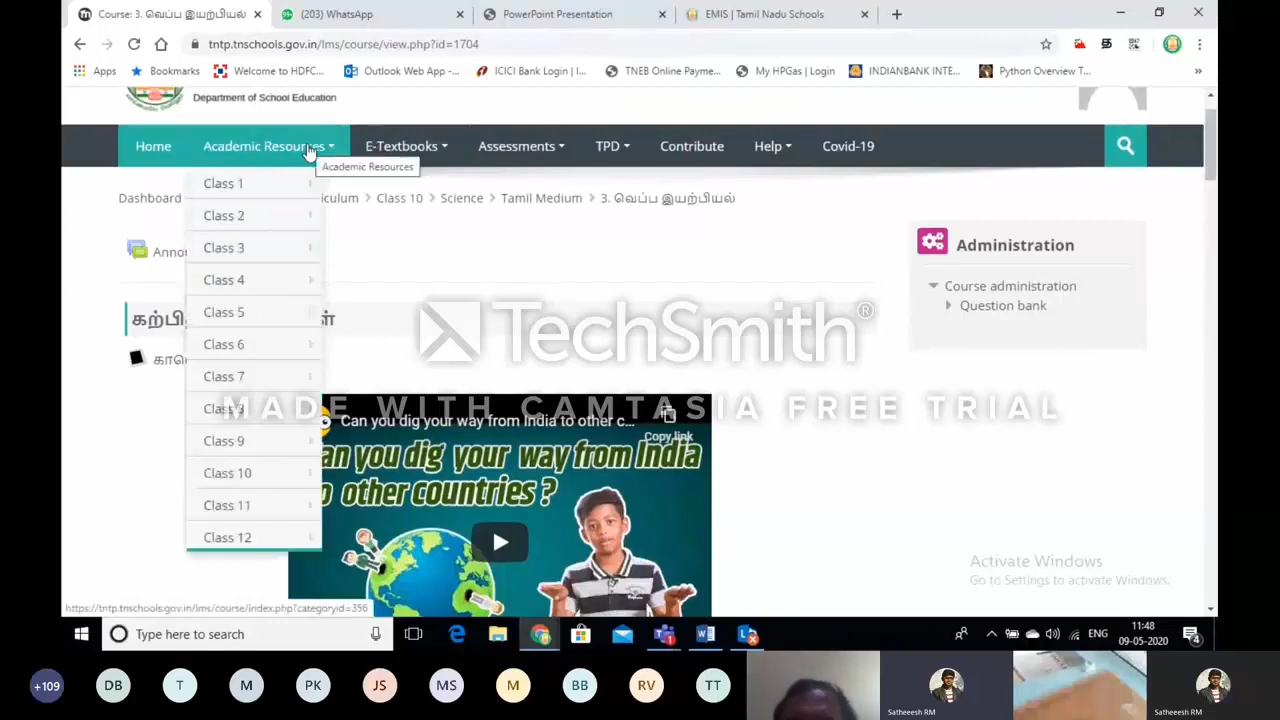 Course: 3. வெப்ப இயற்பியல்
(203) WhatsApp
PowerPoint Presentation
EMIS | Tamil Nadu Schools
tntp.tnschools.gov.in/lms/course/view.php?id=1704
Apps
Bookmarks
Welcome to HDFC...
Outlook Web App -...
ICICI Bank Login | I...
TNEB Online Payme...
My HPGas | Login
INDIANBANK INTE...
Python Overview T...
Department of School Education
Home
Academic Resources
E-Textbooks
Assessments
TPD
Contribute
Help
Covid-19
Academic Resources
Dashboard
Class 10 > Science > Tamil Medium > 3. வெப்ப இயற்பியல்
Class 1
Class 2
Class 3
Class 4
Class 5
Class 6
Class 7
Class 8
Class 9
Class 10
Class 11
Class 12
Administration
Course administration
Question bank
TechSmith®
MADE WITH CAMTASIA FREE TRIAL
Can you dig your way from India to other c...
Copy link
you dig your way from India
other countries ?
Activate Windows
Go to Settings to activate Windows.
https://tntp.tnschools.gov.in/lms/course/index.php?categoryid=356
Type here to search
ENG
11:48
09-05-2020
4
+109
DB
T
M
PK
JS
MS
M
BB
RV
TT
Satheeesh RM
Satheeesh RM